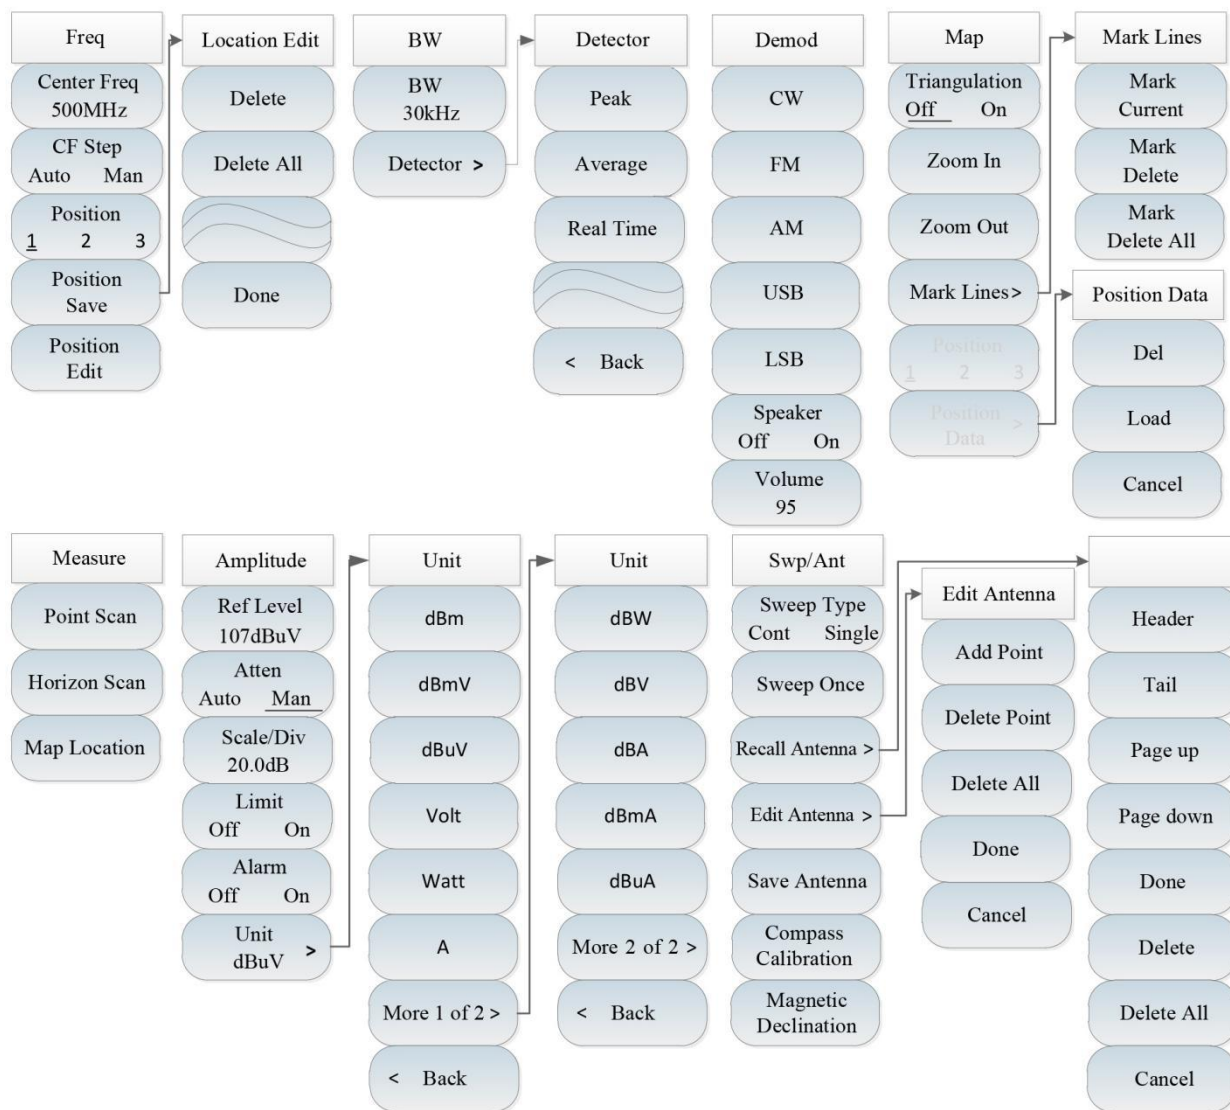 Freq
Center Freq
500MHz
CF Step
Auto Man
Position
1 2 3
Position
Save
Position
Edit
Location Edit
Delete
Delete All
Done
BW
BW
30kHz
Detector >
Detector
Peak
Average
Real Time
< Back
Demod
CW
FM
AM
USB
LSB
Speaker
Off On
Volume
95
Map
Triangulation
Off On
Zoom In
Zoom Out
Mark Lines>
Position
1 2 3
Position
Data >
Mark Lines
Mark
Current
Mark
Delete
Mark
Delete All
Position Data
Del
Load
Cancel
Measure
Point Scan
Horizon Scan
Map Location
Amplitude
Ref Level
107dBuV
Atten
Auto Man
Scale/Div
20.0dB
Limit
Off On
Alarm
Off On
Unit
dBuV >
Unit
dBm
dBmV
dBuV
Volt
Watt
A
More 1 of 2 >
< Back
Unit
dBW
dBV
dBA
dBmA
dBuA
More 2 of 2 >
< Back
Swp/Ant
Sweep Type
Cont Single
Sweep Once
Recall Antenna >
Edit Antenna >
Save Antenna
Compass
Calibration
Magnetic
Declination
Edit Antenna
Add Point
Delete Point
Delete All
Done
Cancel
Header
Tail
Page up
Page down
Done
Delete
Delete All
Cancel